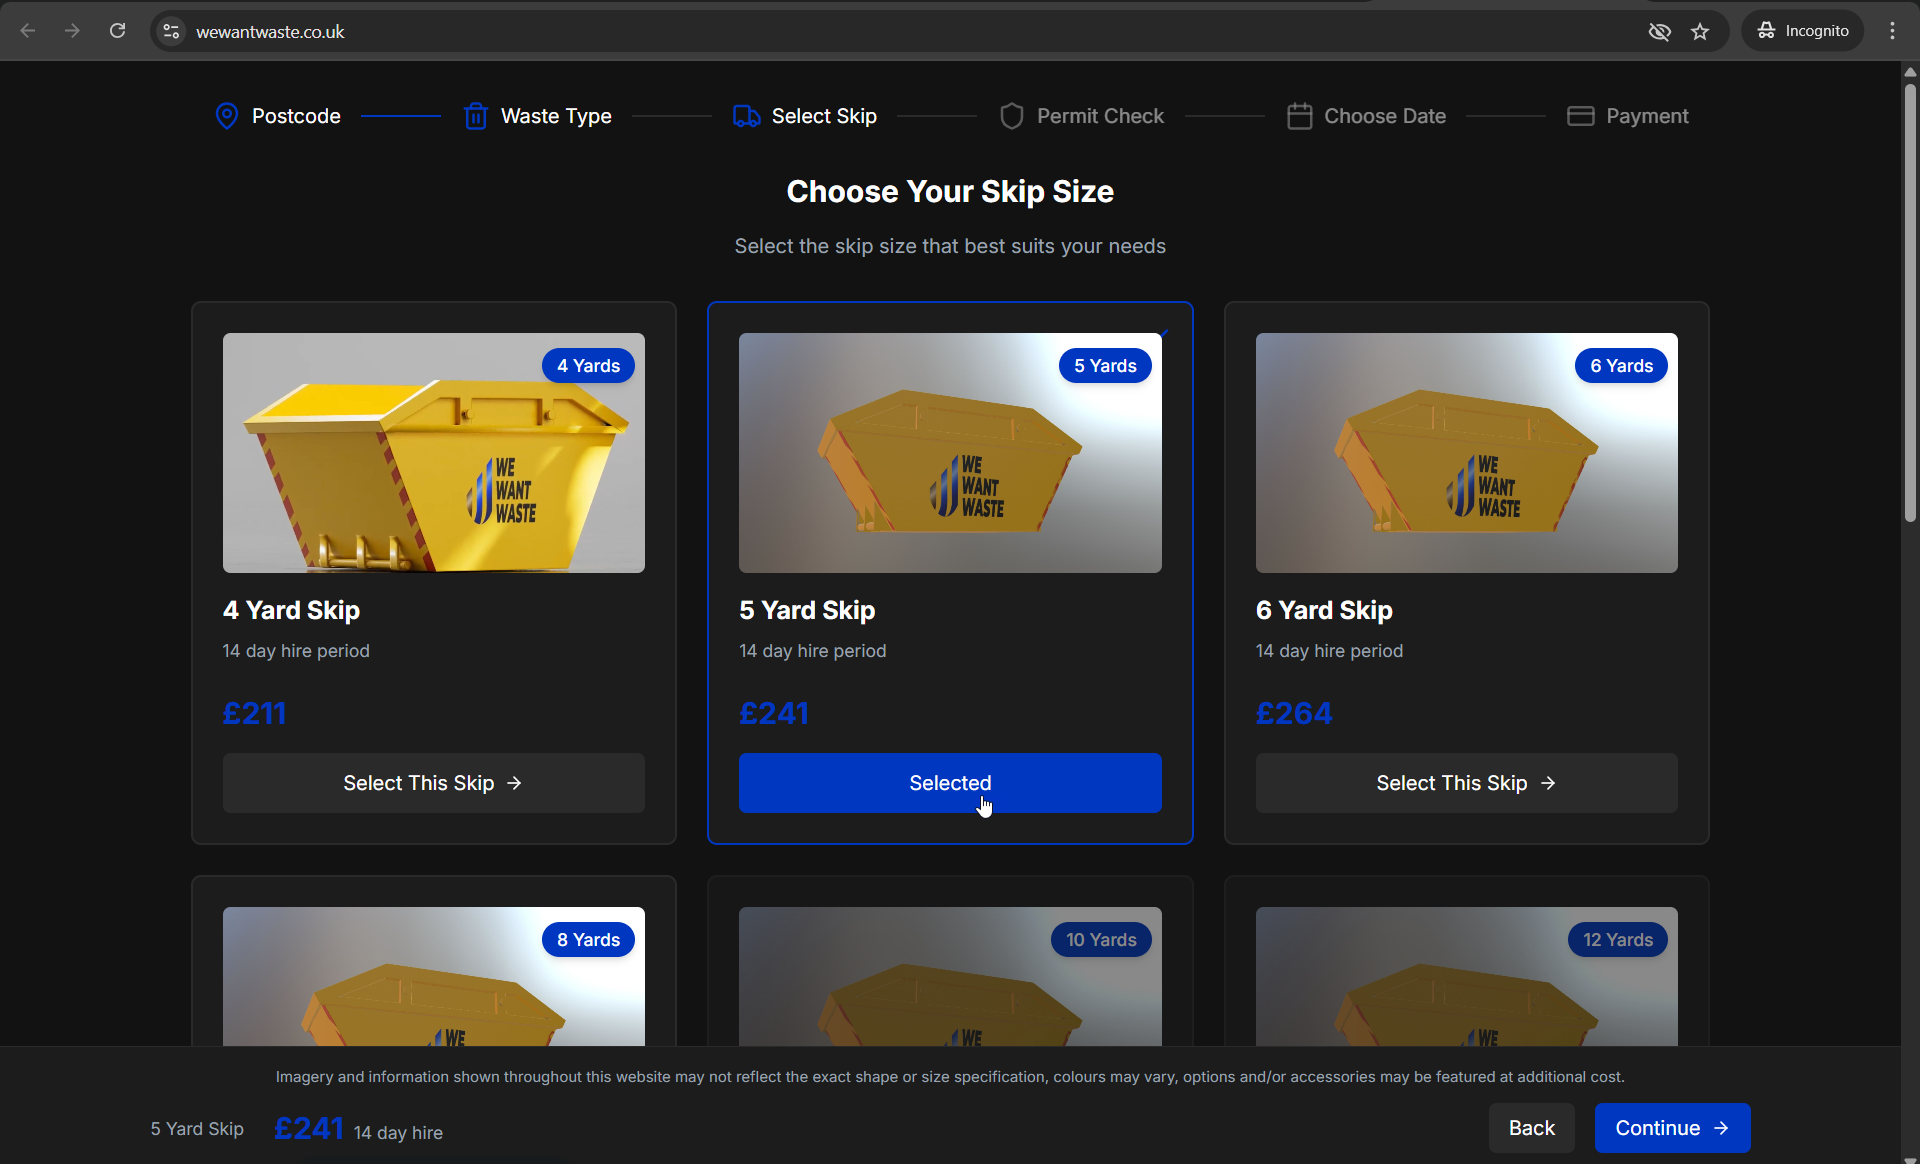 wewantwaste.co.uk
Incognito
Postcode
Waste Type
Select Skip
Permit Check
Choose Date
Payment
Choose Your Skip Size
Select the skip size that best suits your needs
4 Yards
WE
WANT
WASTE
4 Yard Skip
14 day hire period
£211
Select This Skip →
5 Yards
WE
WANT
WASTE
5 Yard Skip
14 day hire period
£241
Selected
6 Yards
WE
WANT
WASTE
6 Yard Skip
14 day hire period
£264
Select This Skip →
8 Yards
WE
10 Yards
WE
12 Yards
WE
Imagery and information shown throughout this website may not reflect the exact shape or size specification, colours may vary, options and/or accessories may be featured at additional cost.
5 Yard Skip £241 14 day hire
Back
Continue →